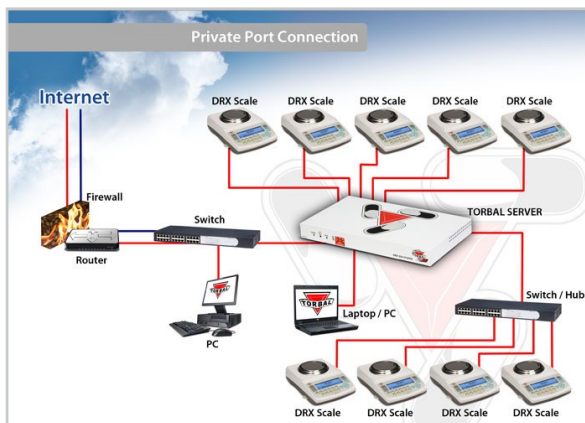 Private Port Connection
Internet
DRX Scale
DRX Scale
DRX Scale
DRX Scale
DRX Scale
Firewall
Switch
TORBAL SERVER
Router
TORBAL
PC
TORBAL
Laptop / PC
Switch / Hub
DRX Scale
DRX Scale
DRX Scale
DRX Scale